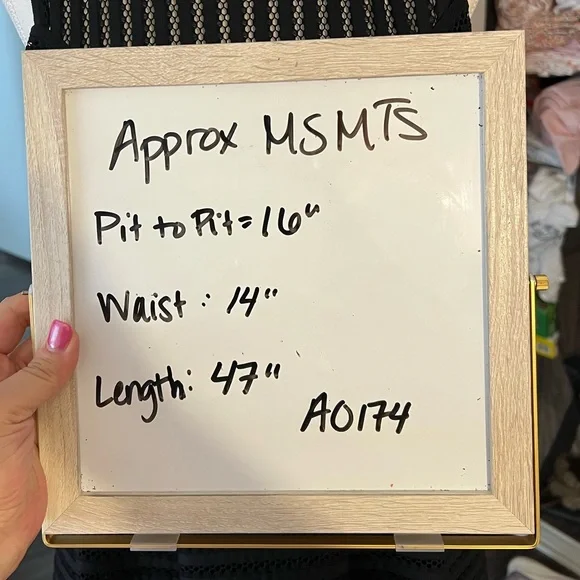 Approx MSMTS
Pit to Pit = 16"
Waist : 14"
Length: 47"
A0174